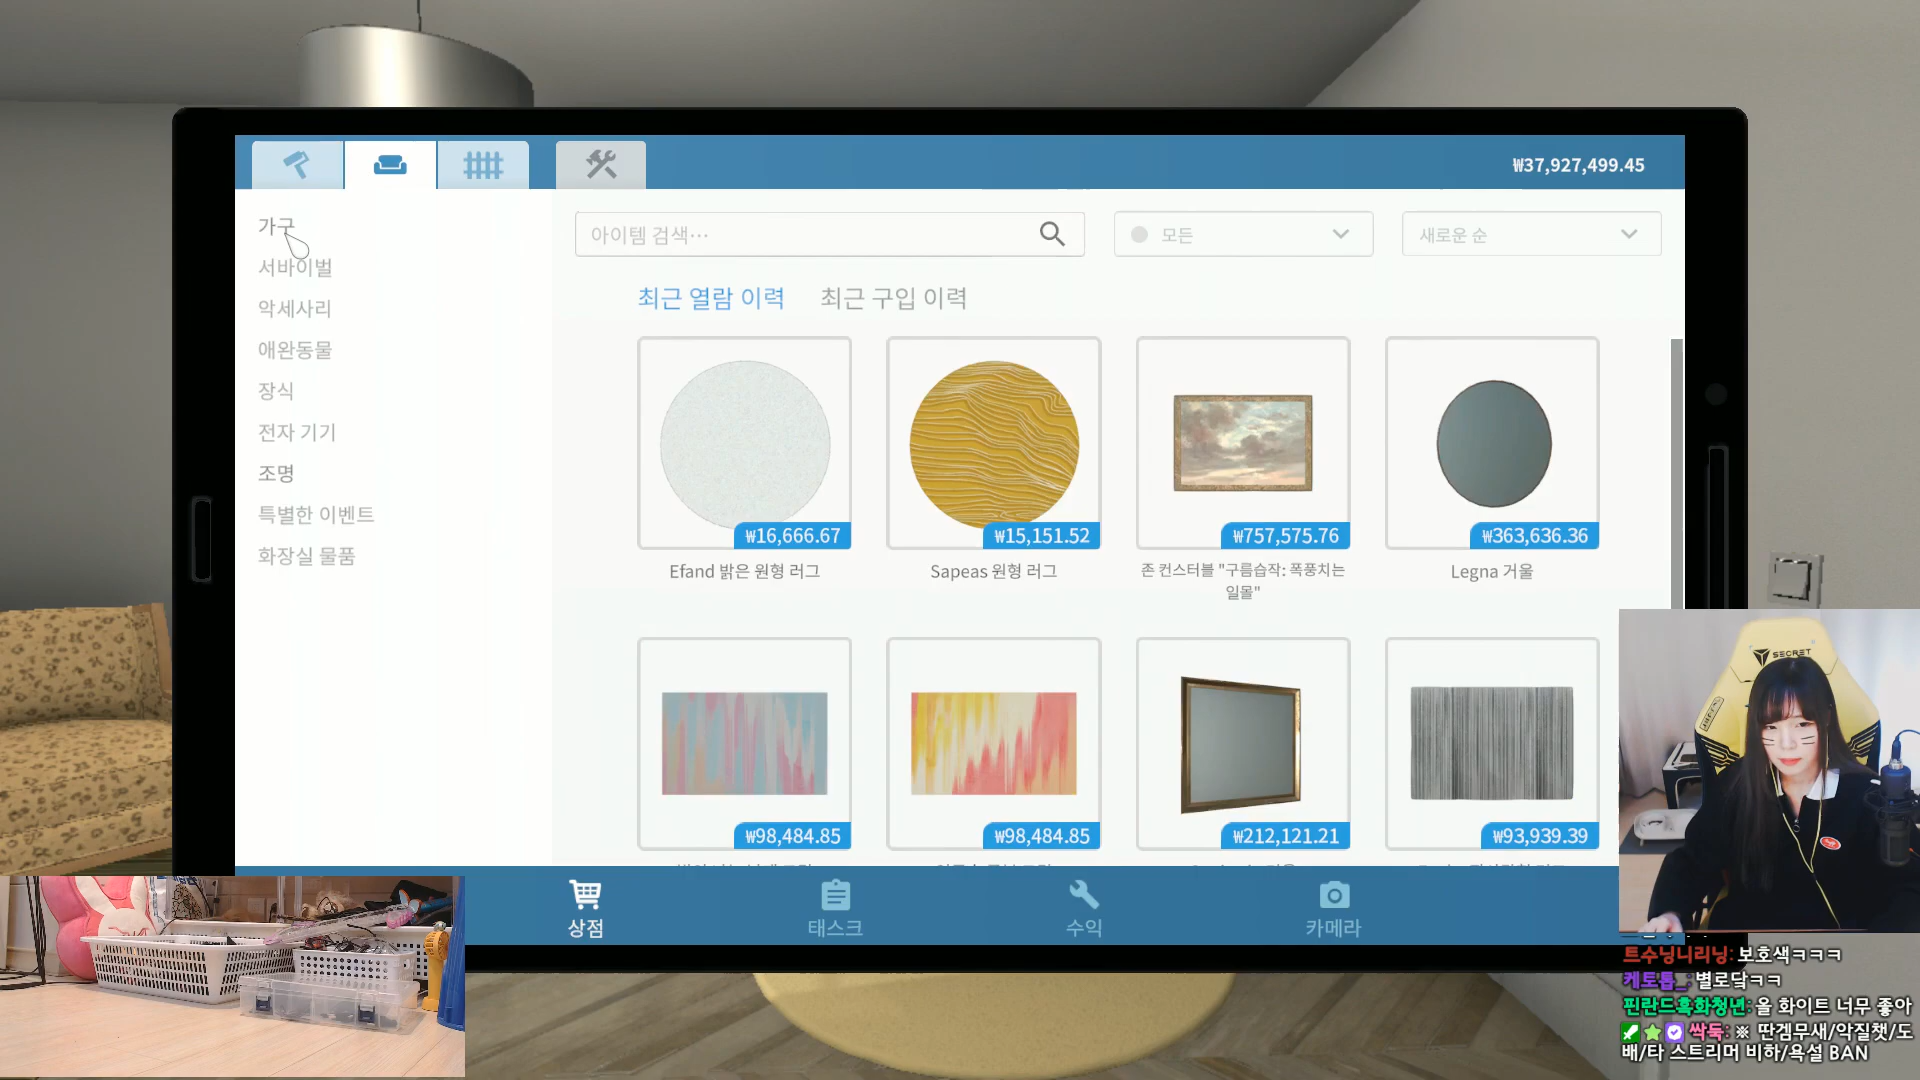 ₩37,927,499.45
가구
서바이벌
악세사리
애완동물
장식
전자 기기
조명
특별한 이벤트
화장실 물품
아이템 검색…
모든
새로운 순
최근 열람 이력
최근 구입 이력
₩16,666.67
₩15,151.52
₩757,575.76
₩363,636.36
Efand 밝은 원형 러그
Sapeas 원형 러그
존 컨스터블 "구름습작: 폭풍치는
일몰"
Legna 거울
₩98,484.85
₩98,484.85
₩212,121.21
₩93,939.39
상점
태스크
수익
카메라
SECRET
트수닝니리닝: 보호색ㅋㅋㅋ
케토톱_: 별로닼ㅋㅋ
핀란드흑화청년: 올 화이트 너무 좋아
싹둑: ※ 딴겜무새/악질챗/도
배/타 스트리머 비하/욕설 BAN